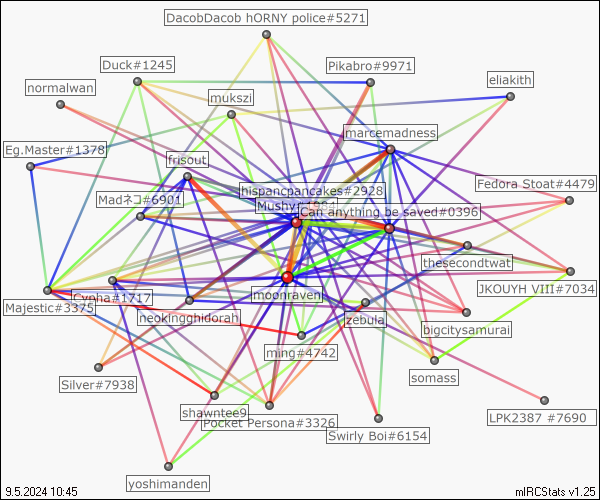 DacobDacob hORNY police#5271
Duck#1245
Pikabro#9971
normalwan
eliakith
mukszi
marcemadness
Eg.Master#1378
frisout
Fedora Stoat#4479
hispancpancakes#2928
Madネコ#6901
Can anything be saved#0396
thesecondtwat
JKOUYH VIII#7034
moonraven
Cypha#1717
Majestic#3375
neokingghidorah
zebula
bigcitysamurai
ming#4742
somass
Silver#7938
shawntee9
Pocket Persona#3326
LPK2387 #7690
Swirly Boi#6154
yoshimanden
9.5.2024 10:45
mIRCStats v1.25